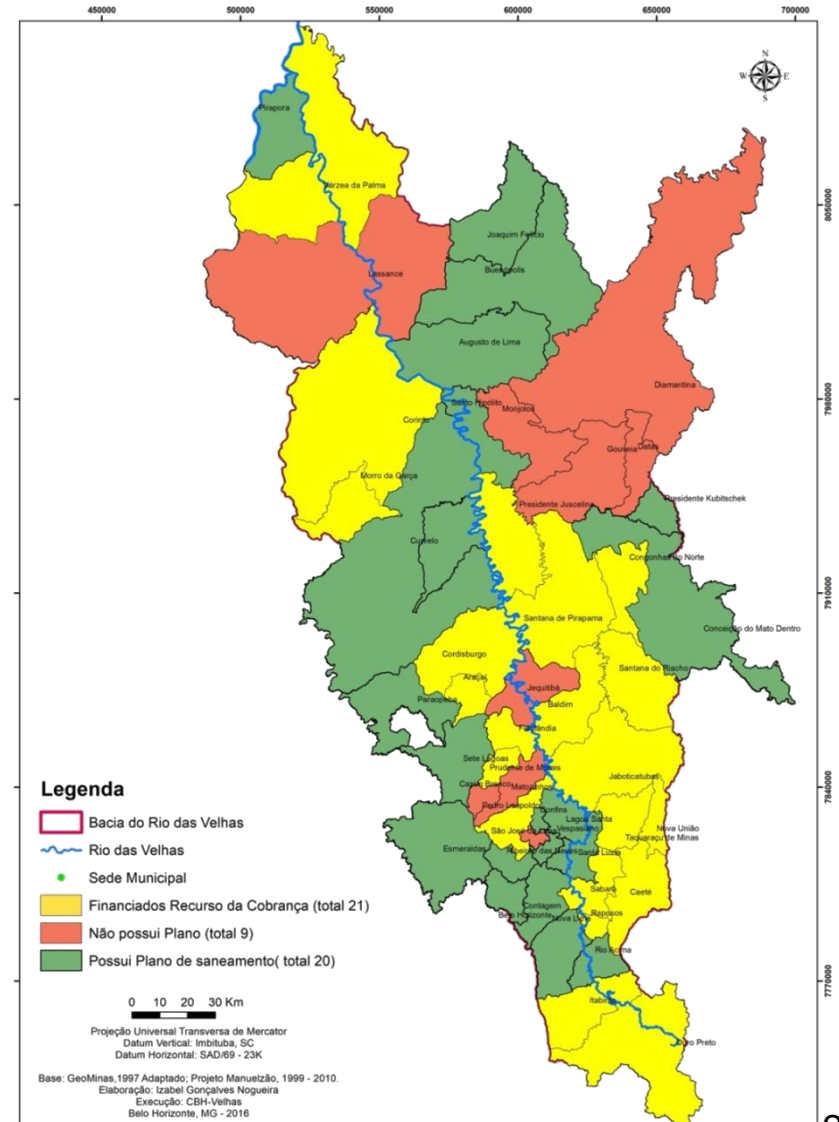 450000 500000 550000 600000 650000 700000
N
W E
S
Pirapora
Várzea da Palma
8050000 8050000
Joaquim Felício
Buenópolis
Lassance
Augusto de Lima
Diamantina
7980000 7980000
Santo Hipólito
Monjolos
Corinto
Gouveia Datas
Morro da Garça
Presidente Juscelino
Presidente Kubitschek
Curvelo
Congonhas do Norte
7910000 7910000
Santana de Pirapama
Conceição do Mato Dentro
Cordisburgo
Santana do Riacho
Araçaí
Jequitibá
Paraopeba
Baldim
Funilândia
Sete Lagoas
Prudente de Morais
Jaboticatubas
7840000 7840000
Capim Branco
Matozinhos
Pedro Leopoldo
Confins
Lagoa Santa
Nova União
São José da Lapa
Vespasiano
Taquaraçu de Minas
Esmeraldas
Ribeirão das Neves
Santa Luzia
Sabará
Caeté
Contagem
Belo Horizonte
Nova Lima
Raposos
Rio Acima
7770000 7770000
Itabirito
Ouro Preto
Legenda
Bacia do Rio das Velhas
Rio das Velhas
Sede Municipal
Financiados Recurso da Cobrança (total 21)
Não possui Plano (total 9)
Possui Plano de saneamento( total 20)
0 10 20 30 Km
Projeção Universal Transversa de Mercator
Datum Vertical: Imbituba, SC
Datum Horizontal: SAD/69 - 23K
Base: GeoMinas,1997 Adaptado; Projeto Manuelzão, 1999 - 2010.
Elaboração: Izabel Gonçalves Nogueira
Execução: CBH-Velhas
Belo Horizonte, MG - 2016